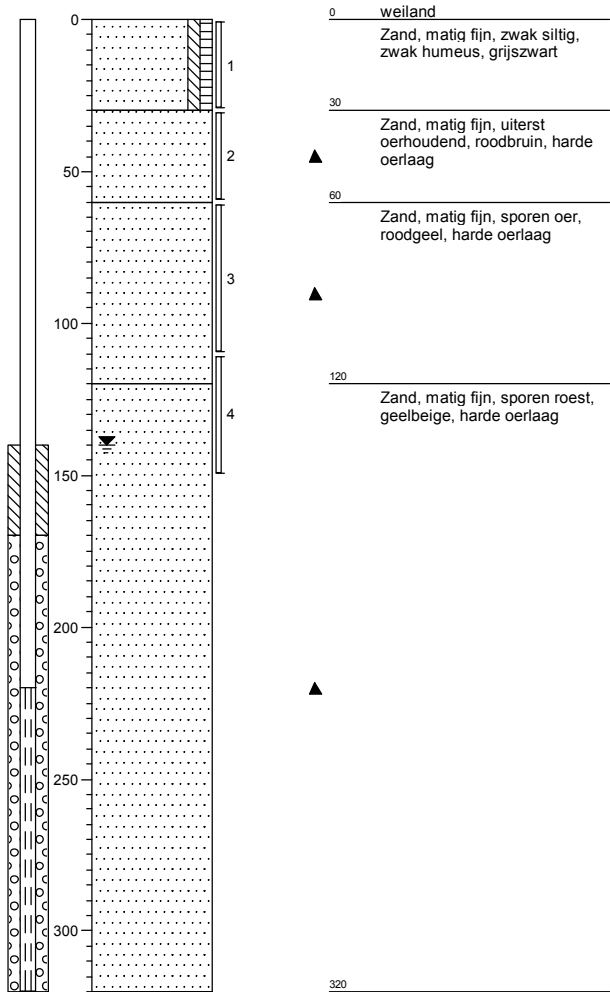 0
50
100
150
200
250
300
1
2
3
4
0
weiland
Zand, matig fijn, zwak siltig,
zwak humeus, grijszwart
30
Zand, matig fijn, uiterst
oerhoudend, roodbruin, harde
oerlaag
60
Zand, matig fijn, sporen oer,
roodgeel, harde oerlaag
120
Zand, matig fijn, sporen roest,
geelbeige, harde oerlaag
320